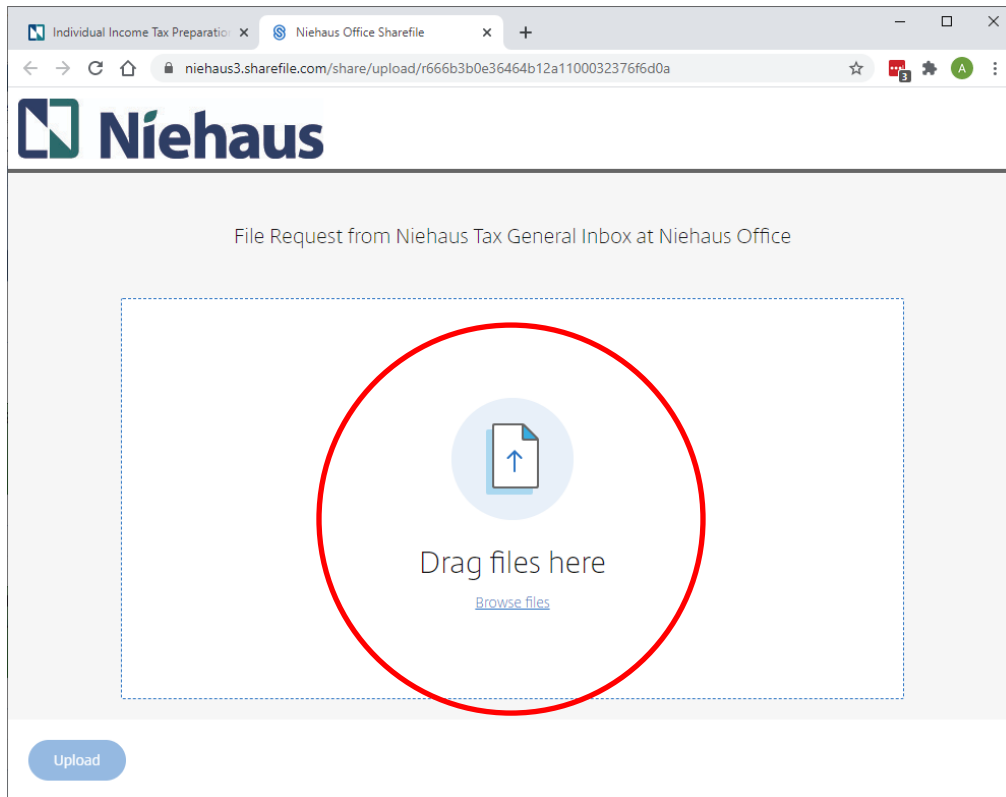 Individual Income Tax Preparatio
Niehaus Office Sharefile
niehaus3.sharefile.com/share/upload/r666b3b0e36464b12a1100032376f6d0a
3
A
Niehaus
File Request from Niehaus Tax General Inbox at Niehaus Office
Drag files here
Browse files
Upload